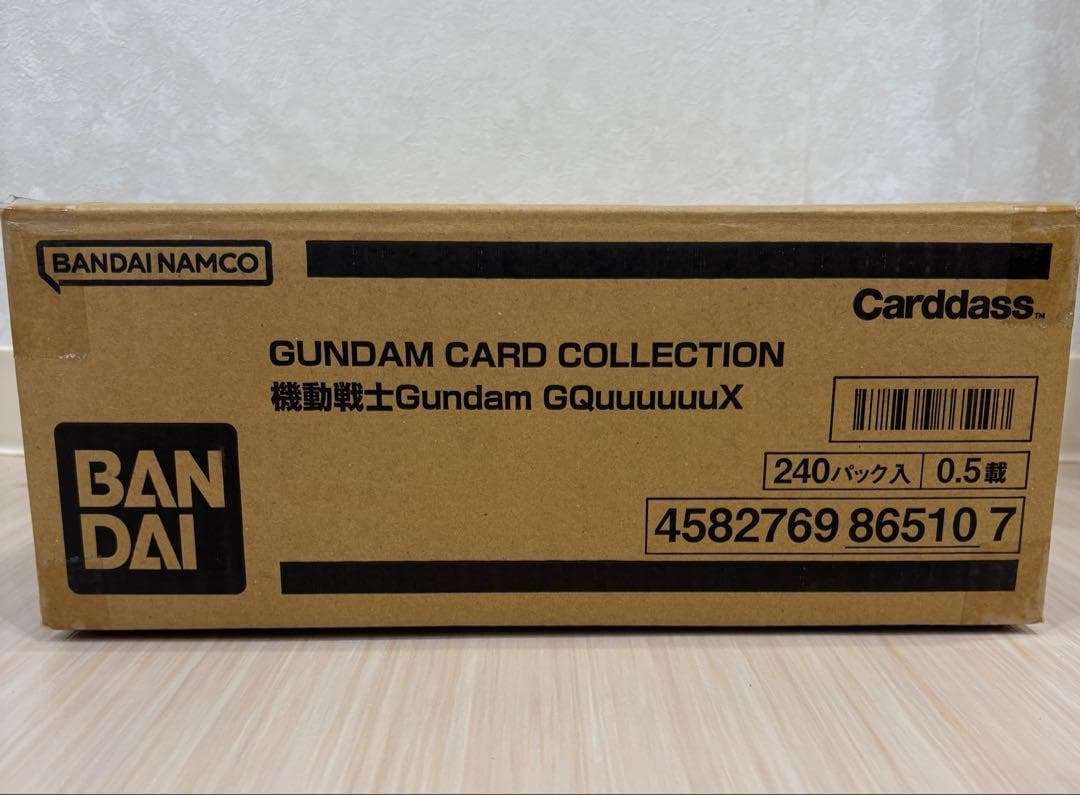 BANDAI NAMCO
Carddass™
GUNDAM CARD COLLECTION
機動戦士Gundam GQuuuuuuX
BAN
DAI
240パック入 0.5載
4582769 86510 7